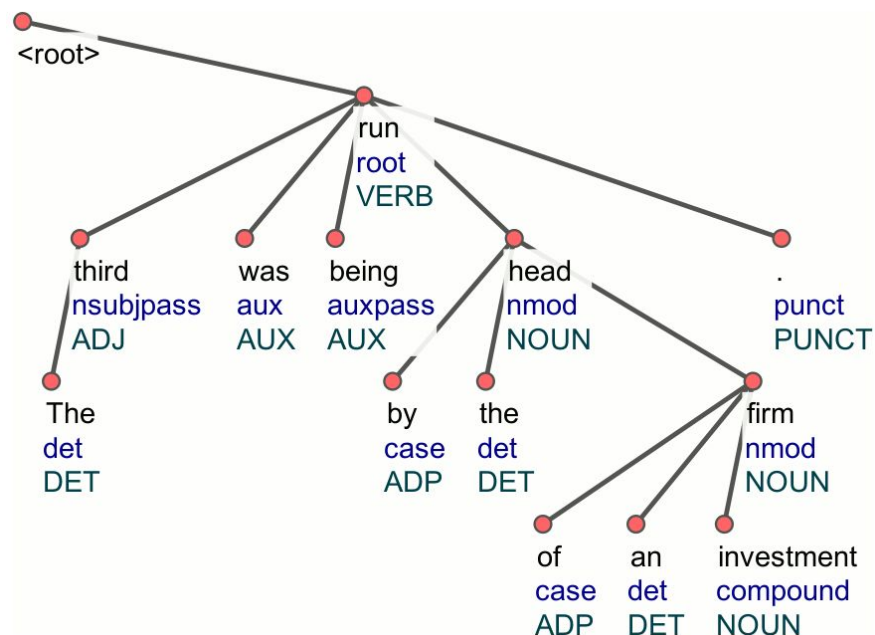 <root>
run
root
VERB
third was being head .
nsubjpass aux auxpass nmod punct
ADJ AUX AUX NOUN PUNCT
The by the firm
det case det nmod
DET ADP DET NOUN
of an investment
case det compound
ADP DET NOUN